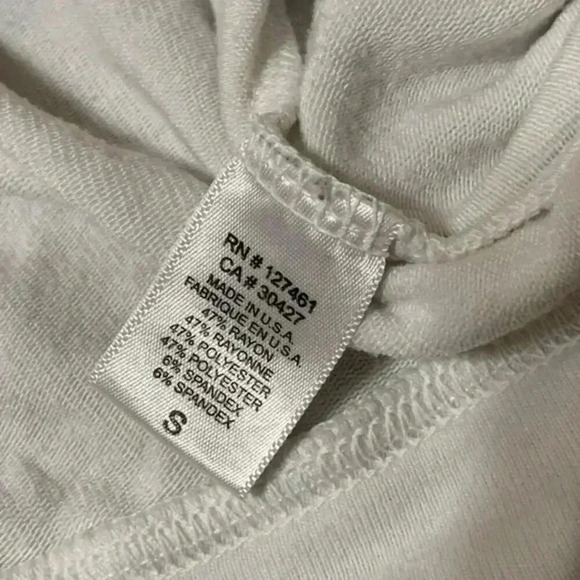 RN # 127461
CA # 30427
MADE IN U.S.A.
FABRIQUE EN U.S.A.
47% RAYON
47% RAYONNE
47% POLYESTER
47% POLYESTER
6% SPANDEX
6% SPANDEX
S